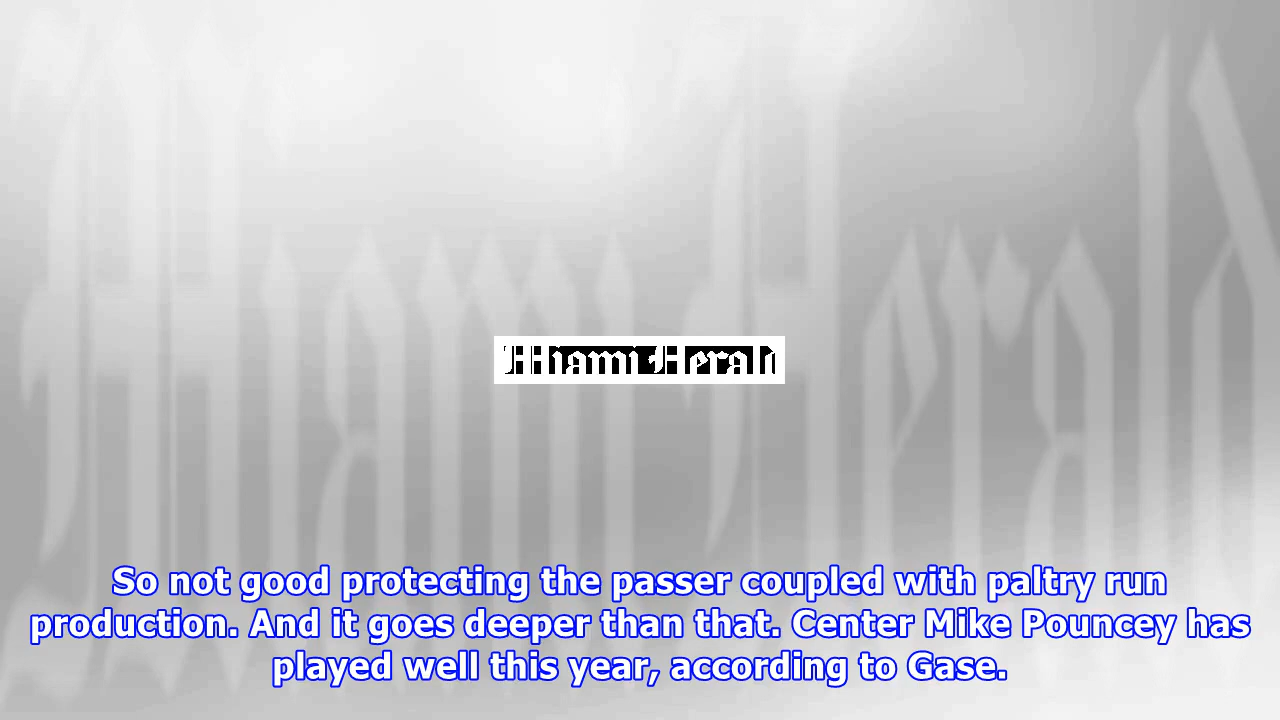 Miami Herald
So not good protecting the passer coupled with paltry run
production. And it goes deeper than that. Center Mike Pouncey has
played well this year, according to Gase.